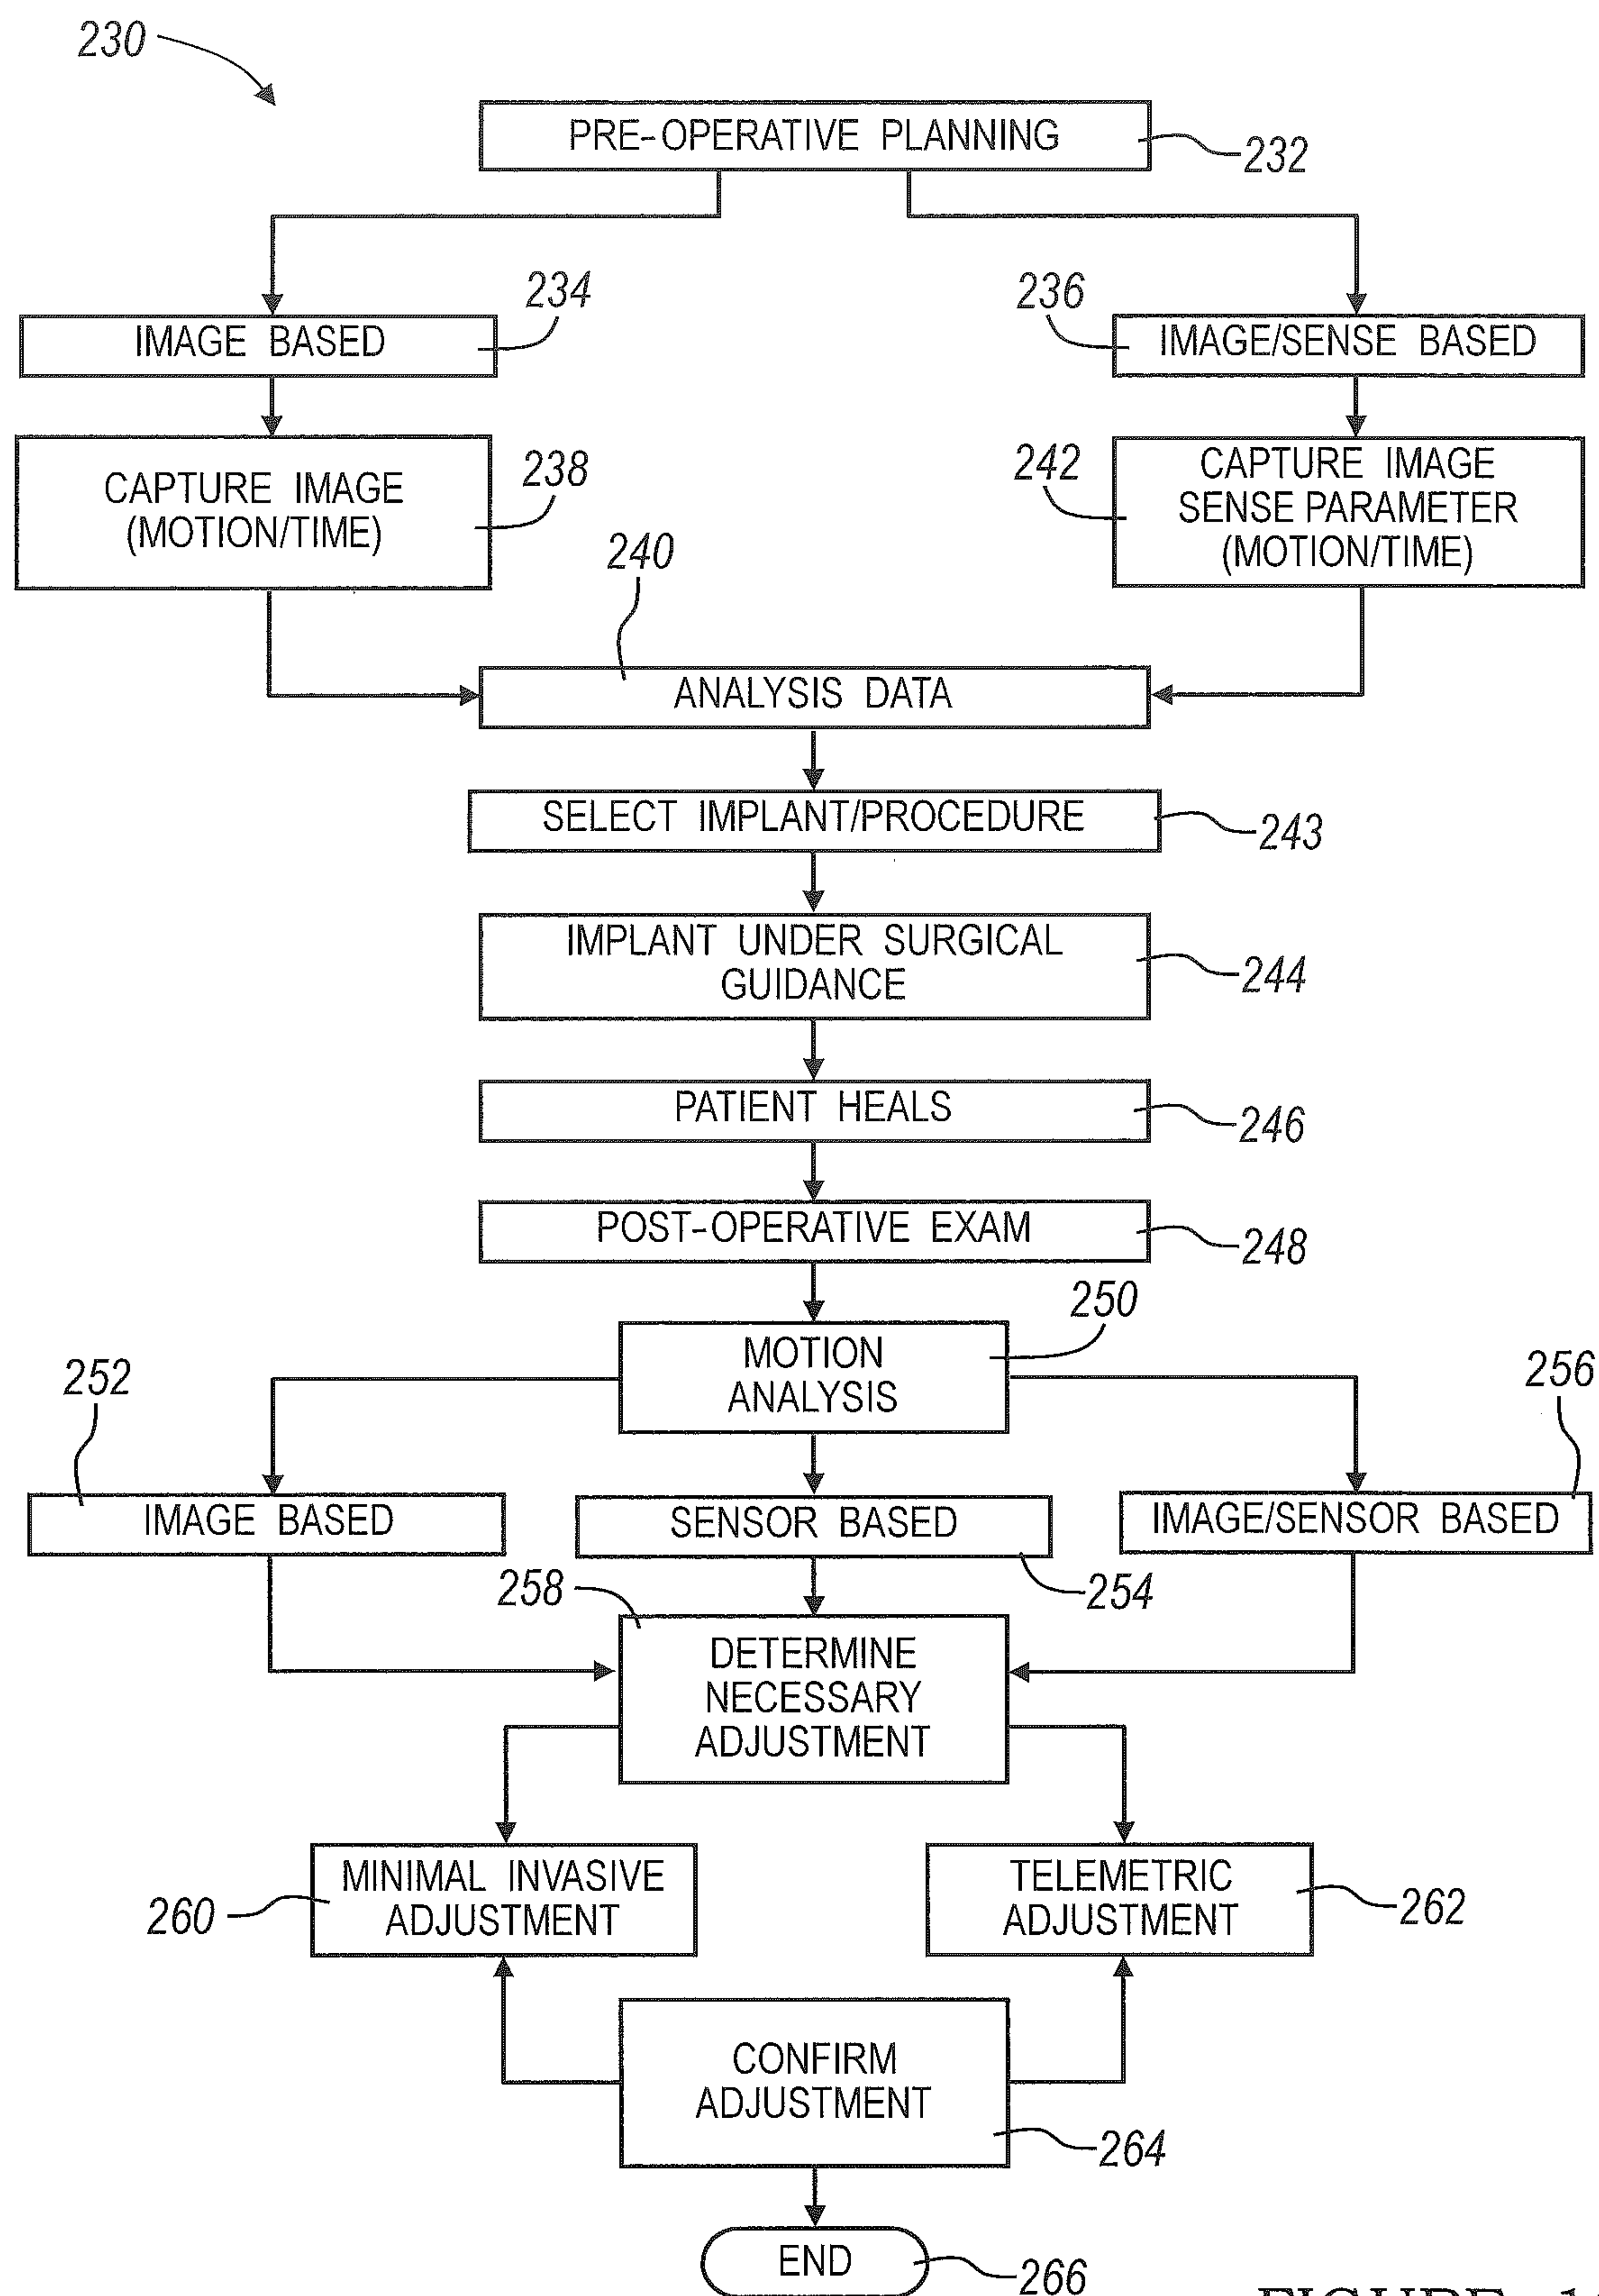 230
PRE-OPERATIVE PLANNING
232
234
236
IMAGE BASED
IMAGE/SENSE BASED
238
242
CAPTURE IMAGE
(MOTION/TIME)
CAPTURE IMAGE
SENSE PARAMETER
(MOTION/TIME)
240
ANALYSIS DATA
SELECT IMPLANT/PROCEDURE
243
IMPLANT UNDER SURGICAL
GUIDANCE
244
PATIENT HEALS
246
POST-OPERATIVE EXAM
248
250
MOTION
ANALYSIS
252
256
IMAGE BASED
SENSOR BASED
IMAGE/SENSOR BASED
254
258
DETERMINE
NECESSARY
ADJUSTMENT
MINIMAL INVASIVE
ADJUSTMENT
260
TELEMETRIC
ADJUSTMENT
262
CONFIRM
ADJUSTMENT
264
END
266